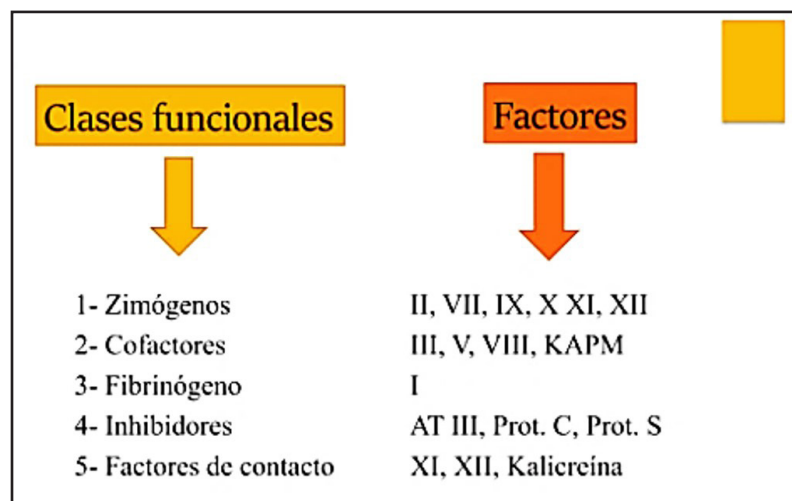 Clases funcionales
Factores
1- Zimógenos
II, VII, IX, X XI, XII
2- Cofactores
III, V, VIII, KAPM
3- Fibrinógeno
I
4- Inhibidores
AT III, Prot. C, Prot. S
5- Factores de contacto
XI, XII, Kalicreína